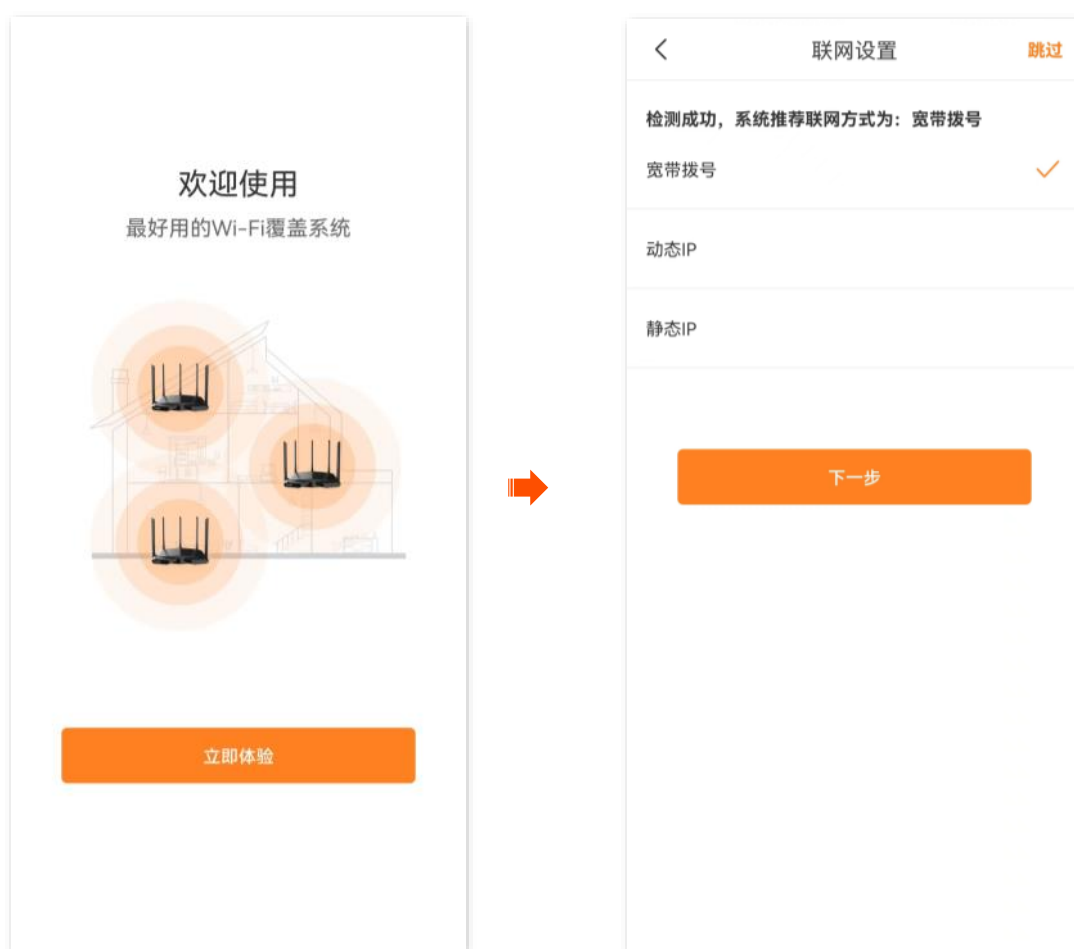 欢迎使用
最好用的Wi-Fi覆盖系统
立即体验
联网设置
跳过
检测成功，系统推荐联网方式为：宽带拨号
宽带拨号
动态IP
静态IP
下一步